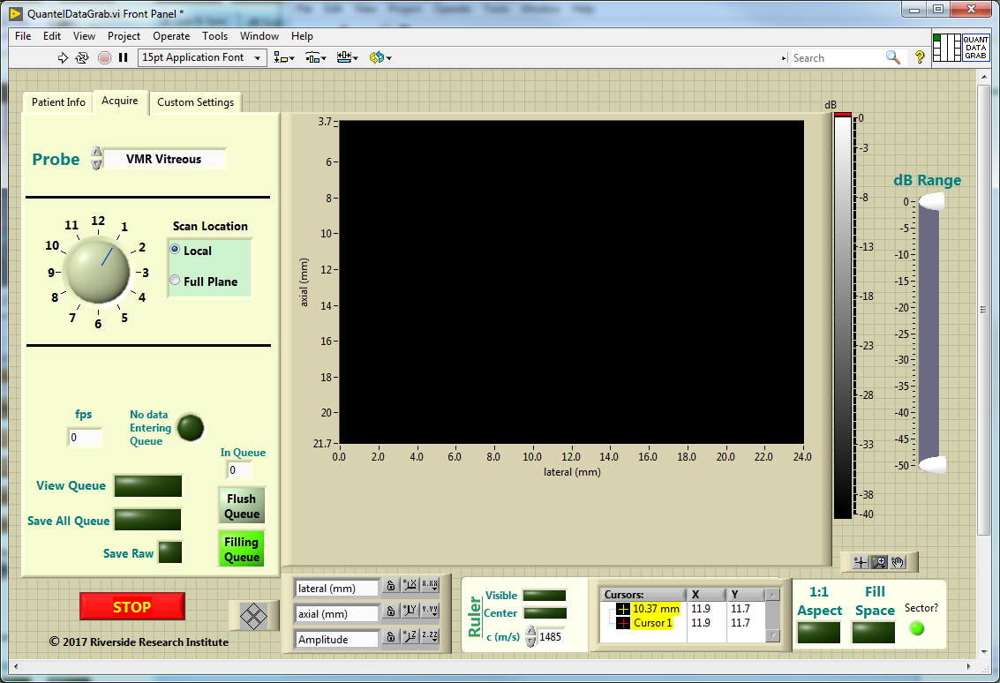 QuantelDataGrab.vi Front Panel *
File Edit View Project Operate Tools Window Help
15pt Application Font
Search
QUANT
DATA
GRAB
Patient Info Acquire Custom Settings
Probe VMR Vitreous
12
11 1
10 2
9 3
8 4
7 5
6
Scan Location
Local
Full Plane
fps
0
No data
Entering
Queue
In Queue
0
View Queue
Flush
Queue
Save All Queue
Filling
Queue
Save Raw
STOP
© 2017 Riverside Research Institute
axial (mm)
3.7
6
8
10
12
14
16
18
20
21.7
0.0 2.0 4.0 6.0 8.0 10.0 12.0 14.0 16.0 18.0 20.0 22.0 24.0
lateral (mm)
dB
0
-3
-8
-13
-18
-23
-28
-33
-38
-40
dB Range
0
-5
-10
-15
-20
-25
-30
-35
-40
-45
-50
lateral (mm) X X.XX
axial (mm) Y Y.YY
Amplitude Z Z.ZZ
Ruler
Visible
Center
c (m/s) 1485
Cursors: X Y
10.37 mm 11.9 11.7
Cursor 1 11.9 11.7
1:1
Aspect
Fill
Space
Sector?